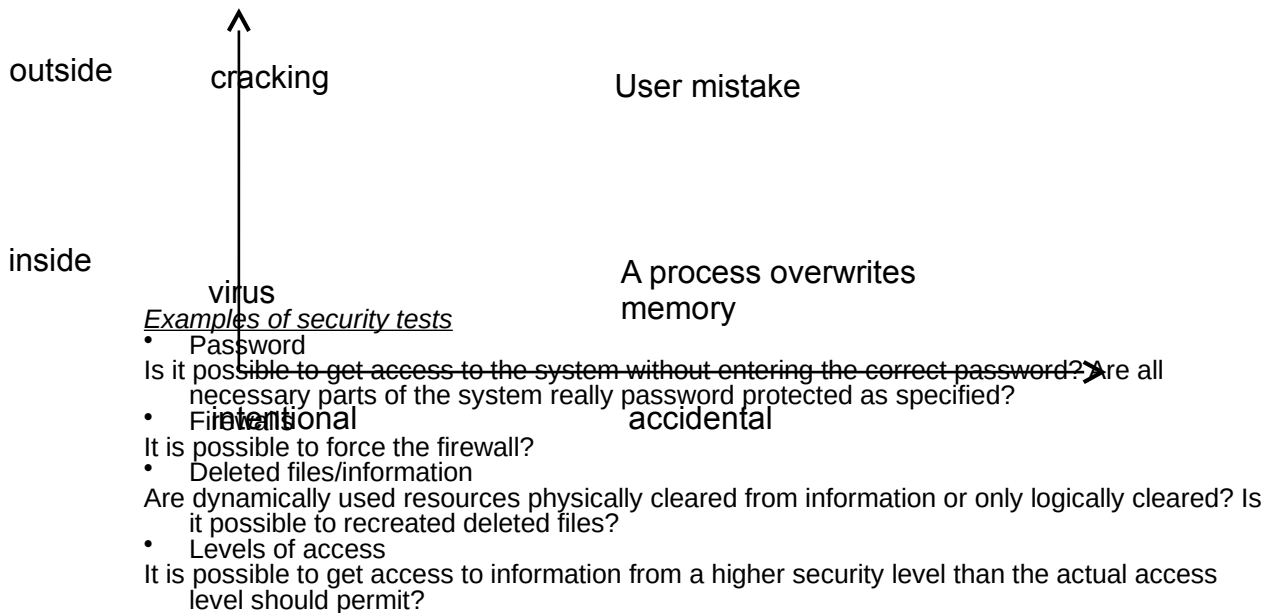 outside
cracking
User mistake
inside
A process overwrites
memory
virus
Examples of security tests
• Password
Is it possible to get access to the system without entering the correct password? Are all
necessary parts of the system really password protected as specified?
• Firewalls
intentional
accidental
It is possible to force the firewall?
• Deleted files/information
Are dynamically used resources physically cleared from information or only logically cleared? Is
it possible to recreated deleted files?
• Levels of access
It is possible to get access to information from a higher security level than the actual access
level should permit?